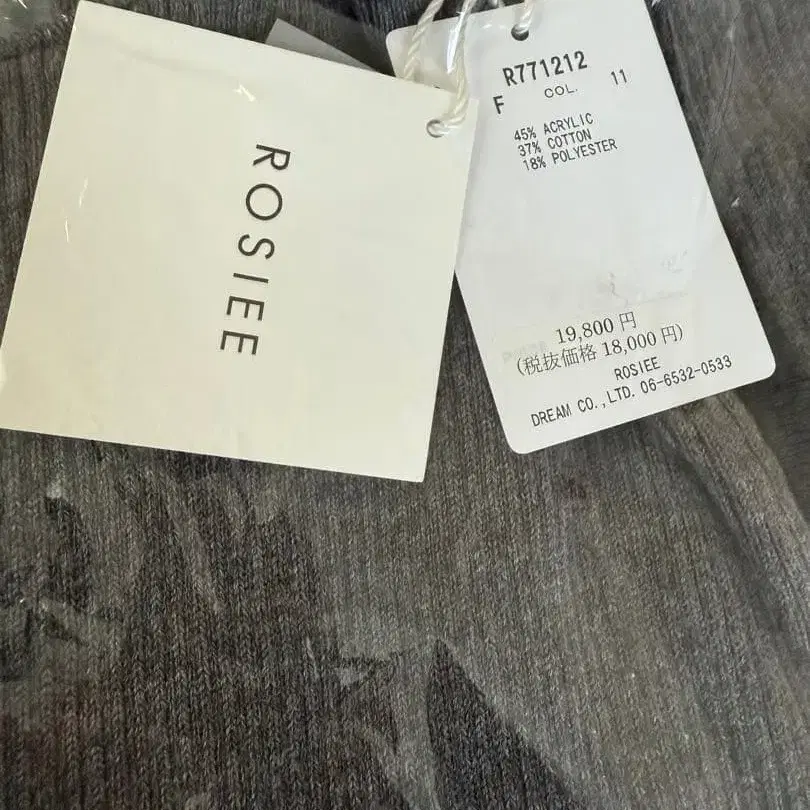 ROSIEE
R771212
F COL. 11
45% ACRYLIC
37% COTTON
18% POLYESTER
19,800 円
(税抜価格 18,000 円)
ROSIEE
DREAM CO.,LTD. 06-6532-0533